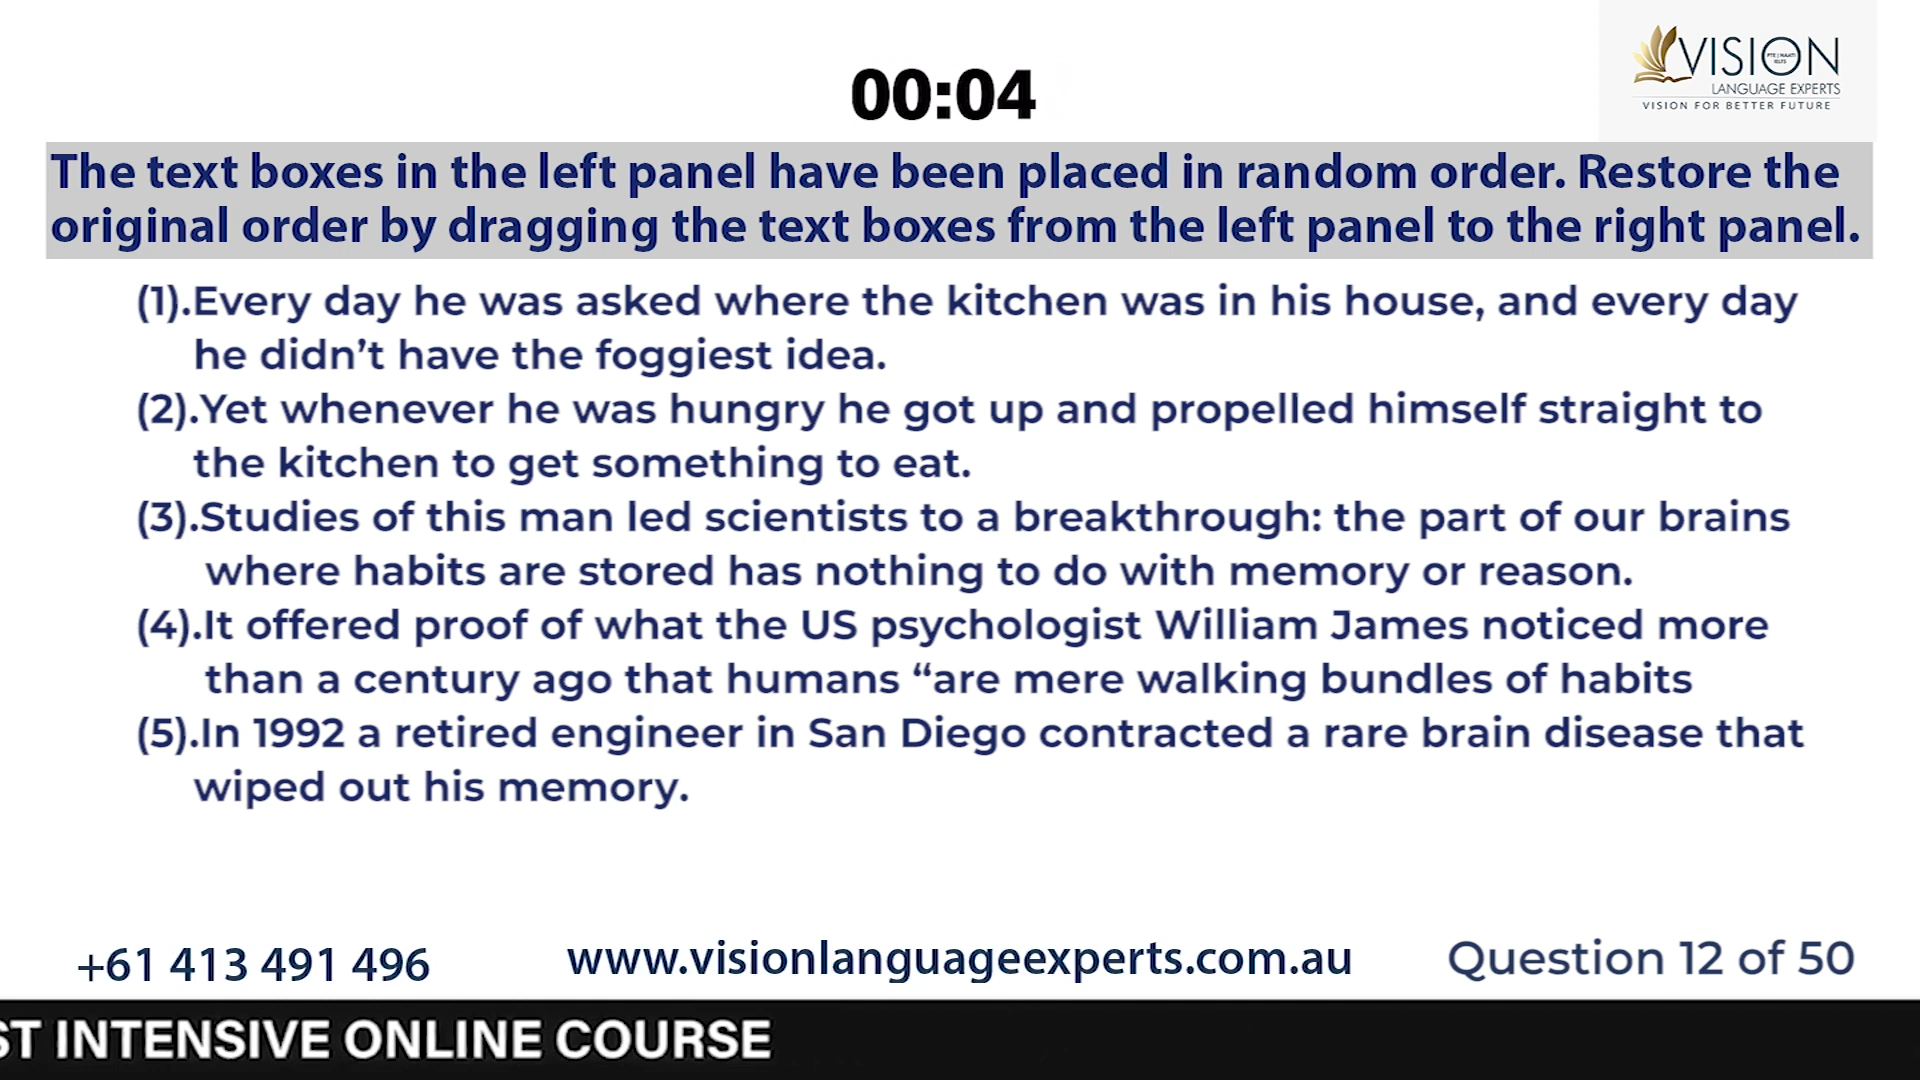 VISION
PTE | NAATI
IELTS
LANGUAGE EXPERTS
VISION FOR BETTER FUTURE
00:04
The text boxes in the left panel have been placed in random order. Restore the
original order by dragging the text boxes from the left panel to the right panel.
(1).Every day he was asked where the kitchen was in his house, and every day
he didn’t have the foggiest idea.
(2).Yet whenever he was hungry he got up and propelled himself straight to
the kitchen to get something to eat.
(3).Studies of this man led scientists to a breakthrough: the part of our brains
where habits are stored has nothing to do with memory or reason.
(4).It offered proof of what the US psychologist William James noticed more
than a century ago that humans “are mere walking bundles of habits
(5).In 1992 a retired engineer in San Diego contracted a rare brain disease that
wiped out his memory.
+61 413 491 496
www.visionlanguageexperts.com.au
Question 12 of 50
ST INTENSIVE ONLINE COURSE